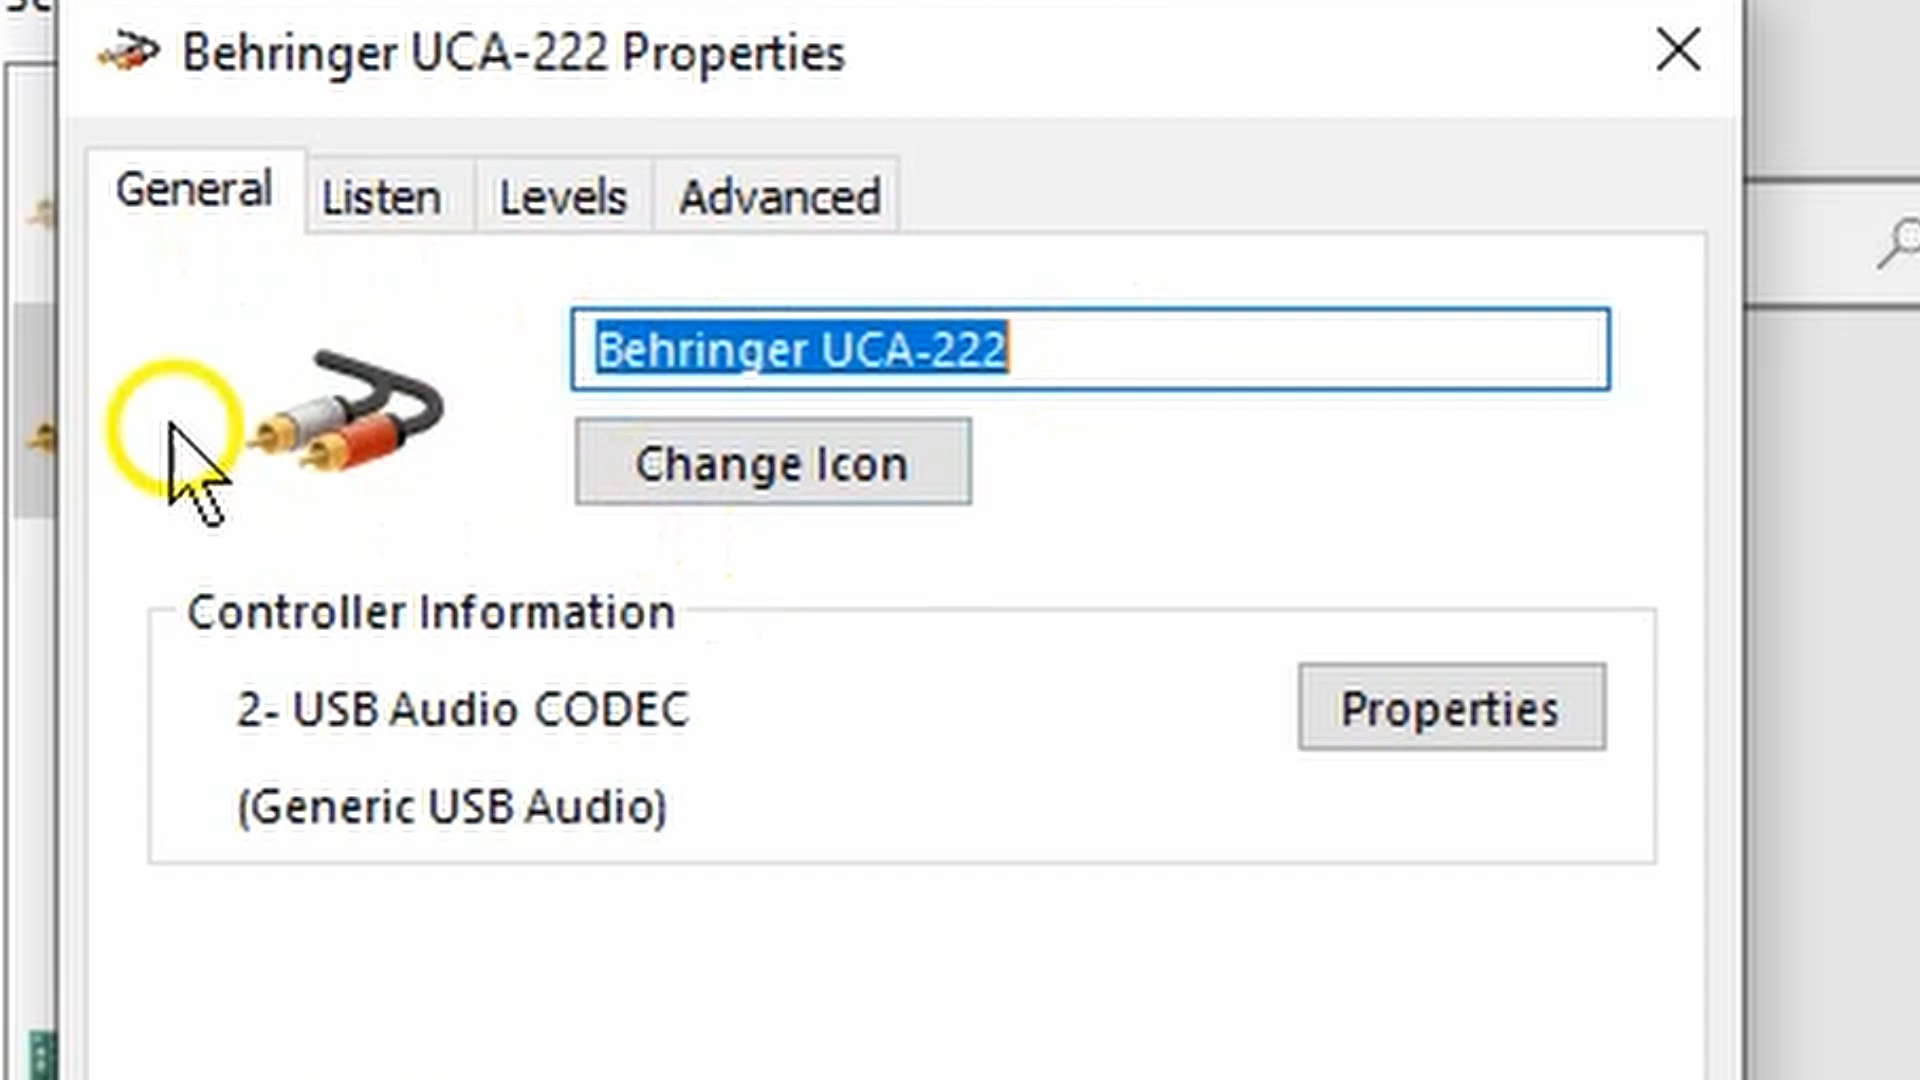 Behringer UCA-222 Properties
General
Listen
Levels
Advanced
Behringer UCA-222
Change Icon
Controller Information
2- USB Audio CODEC
Properties
(Generic USB Audio)